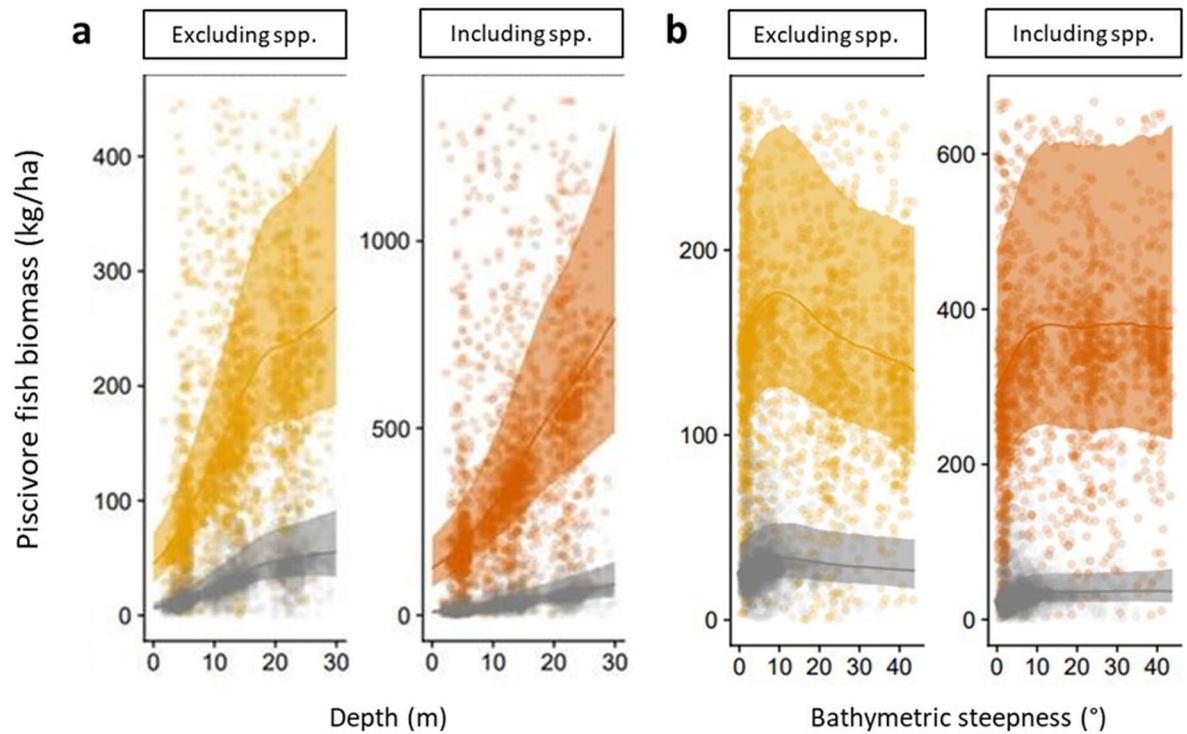 a
Excluding spp.
Including spp.
b
Excluding spp.
Including spp.
Piscivore fish biomass (kg/ha)
400
300
200
100
0
1000
500
0
200
100
0
600
400
200
0
0 10 20 30
0 10 20 30
0 10 20 30 40
0 10 20 30 40
Depth (m)
Bathymetric steepness (°)